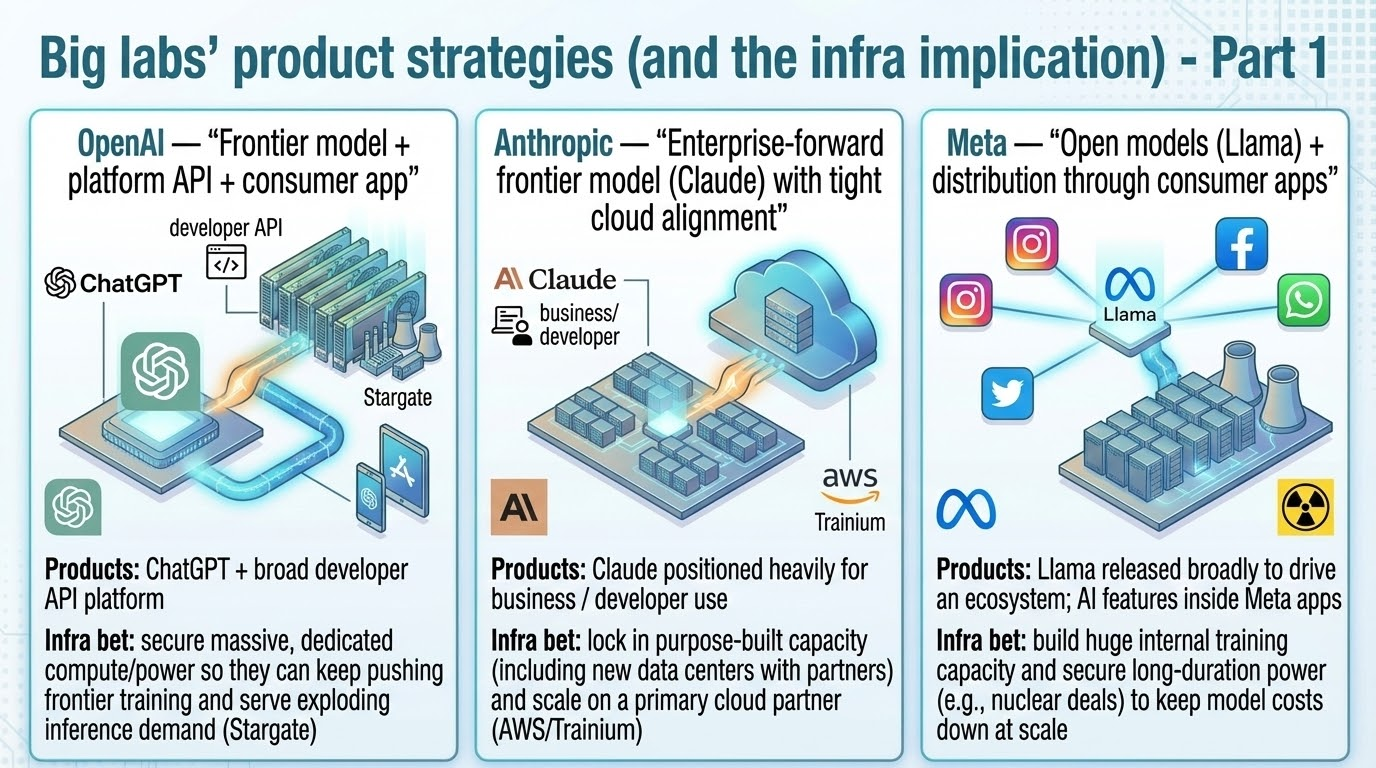 Big labs’ product strategies (and the infra implication) - Part 1
OpenAI — “Frontier model +
platform API + consumer app”
developer API
</>
ChatGPT
Stargate
Products: ChatGPT + broad developer
API platform
Infra bet: secure massive, dedicated
compute/power so they can keep pushing
frontier training and serve exploding
inference demand (Stargate)
Anthropic — “Enterprise-forward
frontier model (Claude) with tight
cloud alignment”
AI Claude
business/
developer
aws
Trainium
AI
Products: Claude positioned heavily for
business / developer use
Infra bet: lock in purpose-built capacity
(including new data centers with partners)
and scale on a primary cloud partner
(AWS/Trainium)
Meta — “Open models (Llama) +
distribution through consumer apps”
Llama
Products: Llama released broadly to drive
an ecosystem; AI features inside Meta apps
Infra bet: build huge internal training
capacity and secure long-duration power
(e.g., nuclear deals) to keep model costs
down at scale